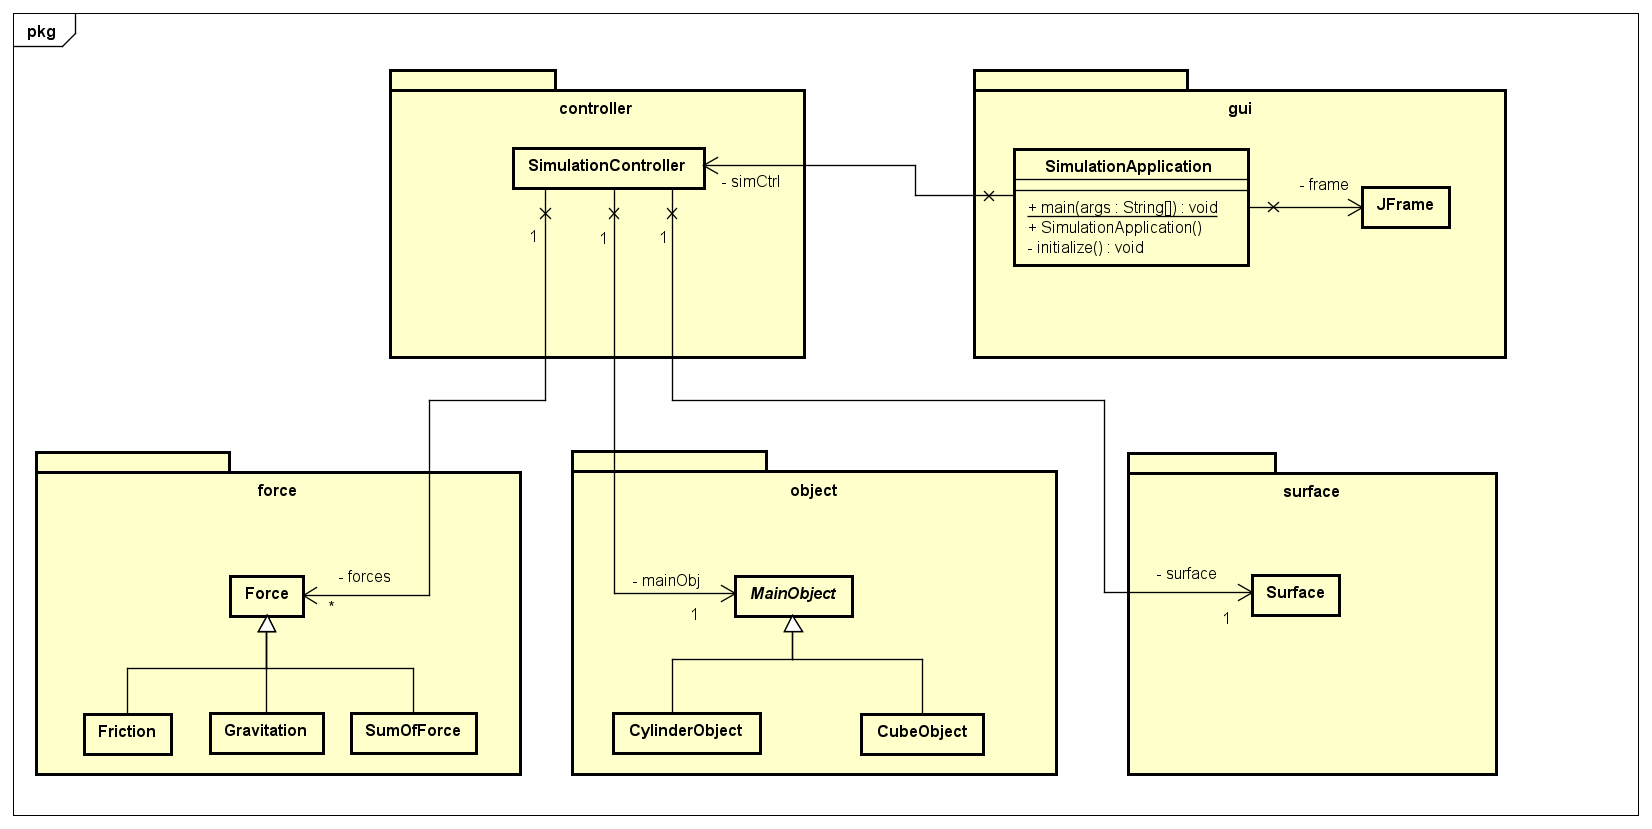 pkg
controller
gui
SimulationController
- simCtrl
SimulationApplication
+ main(args : String[]) : void
+ SimulationApplication()
- initialize() : void
- frame
JFrame
1
1
1
force
object
surface
- forces
*
Force
- mainObj
1
MainObject
- surface
1
Surface
Friction
Gravitation
SumOfForce
CylinderObject
CubeObject